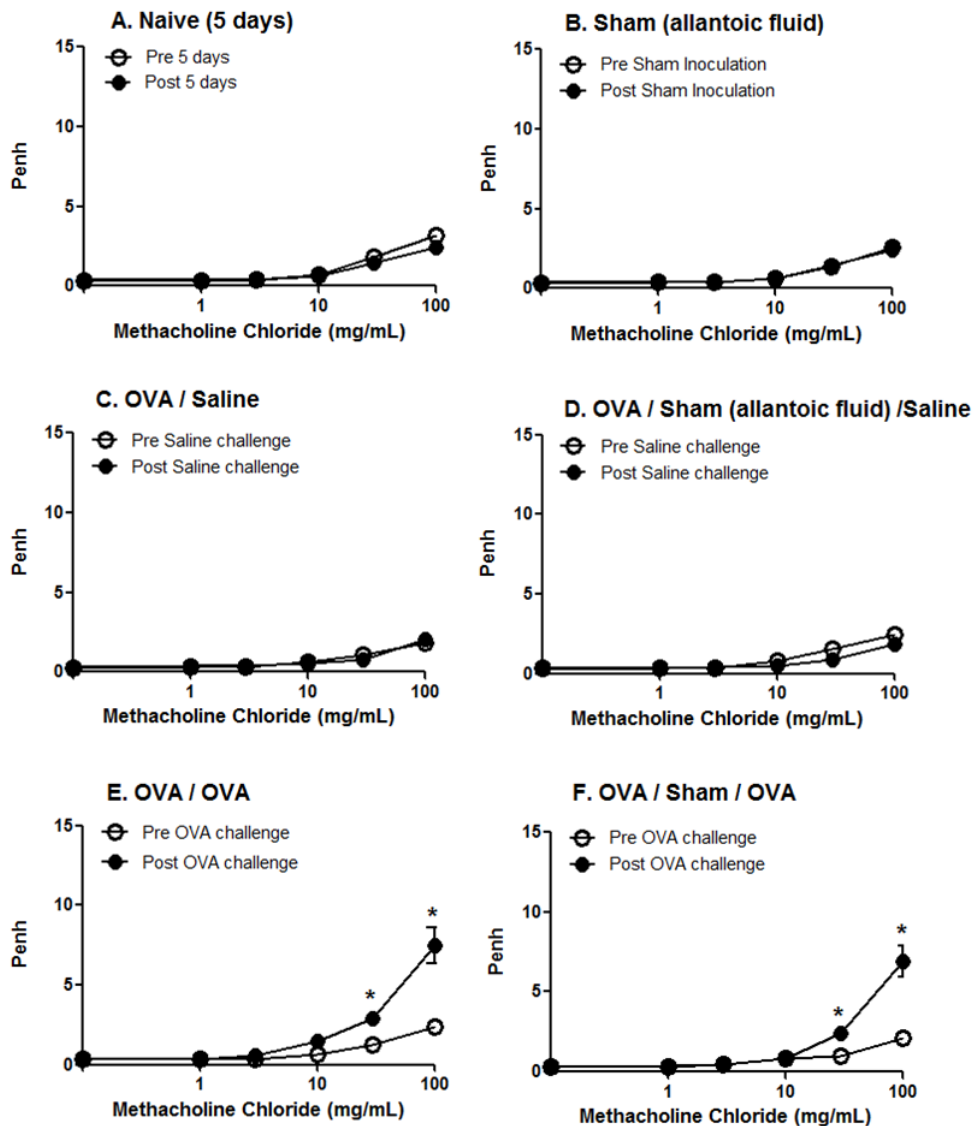 A. Naive (5 days)
15
Pre 5 days
Post 5 days
10
Penh
5
0
1
10
100
Methacholine Chloride (mg/mL)
B. Sham (allantoic fluid)
15
Pre Sham Inoculation
Post Sham Inoculation
10
Penh
5
0
1
10
100
Methacholine Chloride (mg/mL)
C. OVA / Saline
15
Pre Saline challenge
Post Saline challenge
10
Penh
5
0
1
10
100
Methacholine Chloride (mg/mL)
D. OVA / Sham (allantoic fluid) /Saline
15
Pre Saline challenge
Post Saline challenge
10
Penh
5
0
1
10
100
Methacholine Chloride (mg/mL)
E. OVA / OVA
15
Pre OVA challenge
Post OVA challenge
10
Penh
*
*
5
0
1
10
100
Methacholine Chloride (mg/mL)
F. OVA / Sham / OVA
15
Pre OVA challenge
Post OVA challenge
10
Penh
*
*
5
0
1
10
100
Methacholine Chloride (mg/mL)